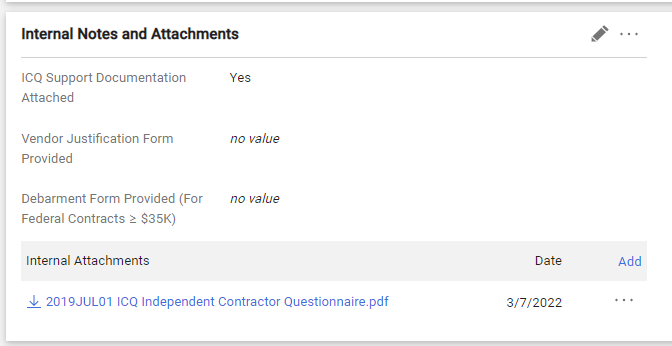 Internal Notes and Attachments
ICQ Support Documentation
Attached
Yes
Vendor Justification Form
Provided
no value
Debarment Form Provided (For
Federal Contracts ≥ $35K)
no value
Internal Attachments Date Add
2019JUL01 ICQ Independent Contractor Questionnaire.pdf 3/7/2022